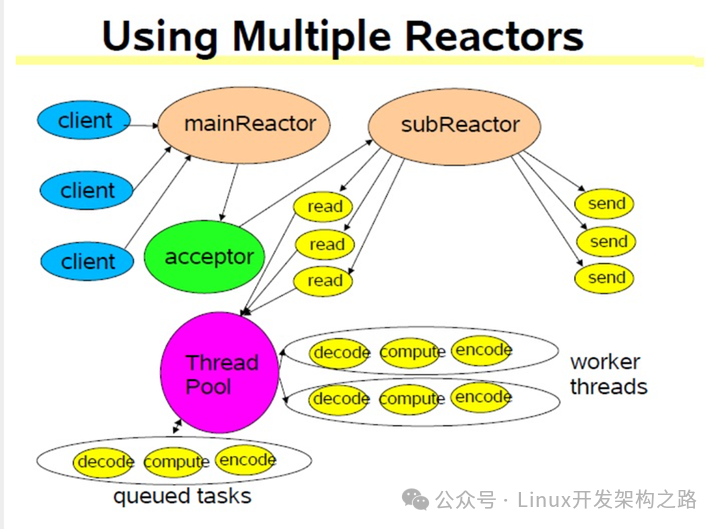 Using Multiple Reactors
client
mainReactor
subReactor
client
read
send
client
acceptor
read
send
read
send
Thread
Pool
decode compute encode
worker
threads
decode compute encode
decode compute encode
queued tasks
公众号 · Linux开发架构之路